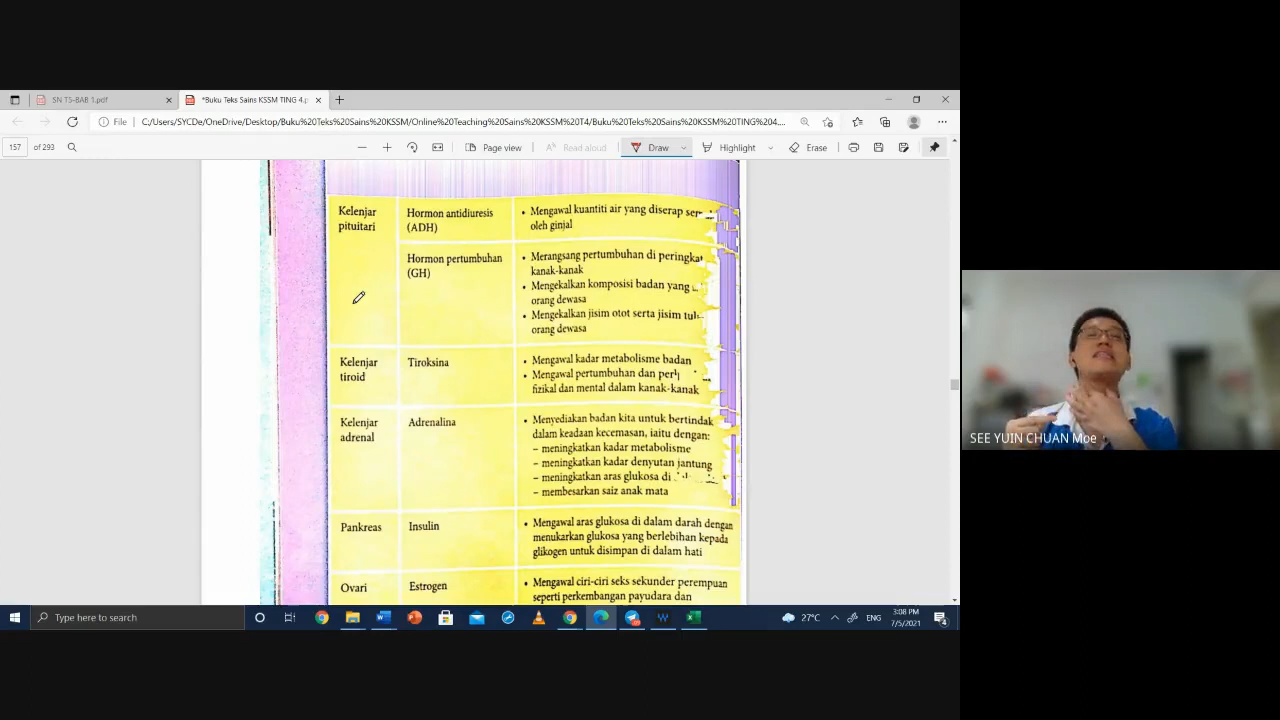 SN T5-BAB 1.pdf
*Buku Teks Sains KSSM TING 4.p
File
C:/Users/SYCDe/OneDrive/Desktop/Buku%20Teks%20Sains%20KSSM/Online%20Teaching%20Sains%20KSSM%20T4/Buku%20Teks%20Sains%20KSSM%20TING%204....
157 of 293
Page view
Read aloud
Draw
Highlight
Erase
Kelenjar
pituitari
Hormon antidiuresis
(ADH)
• Mengawal kuantiti air yang diserap
oleh ginjal
Hormon pertumbuhan
(GH)
• Merangsang pertumbuhan di
kanak-kanak
• Mengekalkan komposisi badan yang
orang dewasa
• Mengekalkan jisim otot serta jisim
orang dewasa
Kelenjar
tiroid
Tiroksina
• Mengawal kadar metabolisme badan
• Mengawal pertumbuhan dan
fizikal dan mental dalam kanak-kanak
Kelenjar
adrenal
Adrenalina
• Menyediakan badan kita untuk bertindak
dalam keadaan kecemasan, iaitu dengan:
– meningkatkan kadar metabolisme
– meningkatkan kadar denyutan jantung
– meningkatkan aras glukosa di
– membesarkan saiz anak mata
Pankreas
Insulin
• Mengawal aras glukosa di dalam darah dengan
menukarkan glukosa yang berlebihan kepada
glikogen untuk disimpan di dalam hati
Ovari
Estrogen
• Mengawal ciri-ciri seks sekunder perempuan
seperti perkembangan payudara dan
SEE YUIN CHUAN Moe
Type here to search
27°C
ENG
3:08 PM
7/5/2021